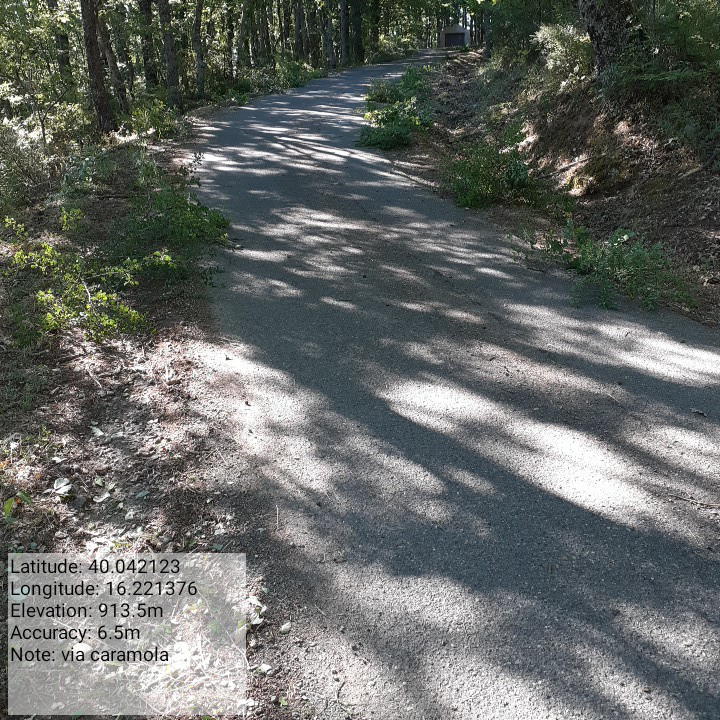 Latitude: 40.042123
Longitude: 16.221376
Elevation: 913.5m
Accuracy: 6.5m
Note: via caramola